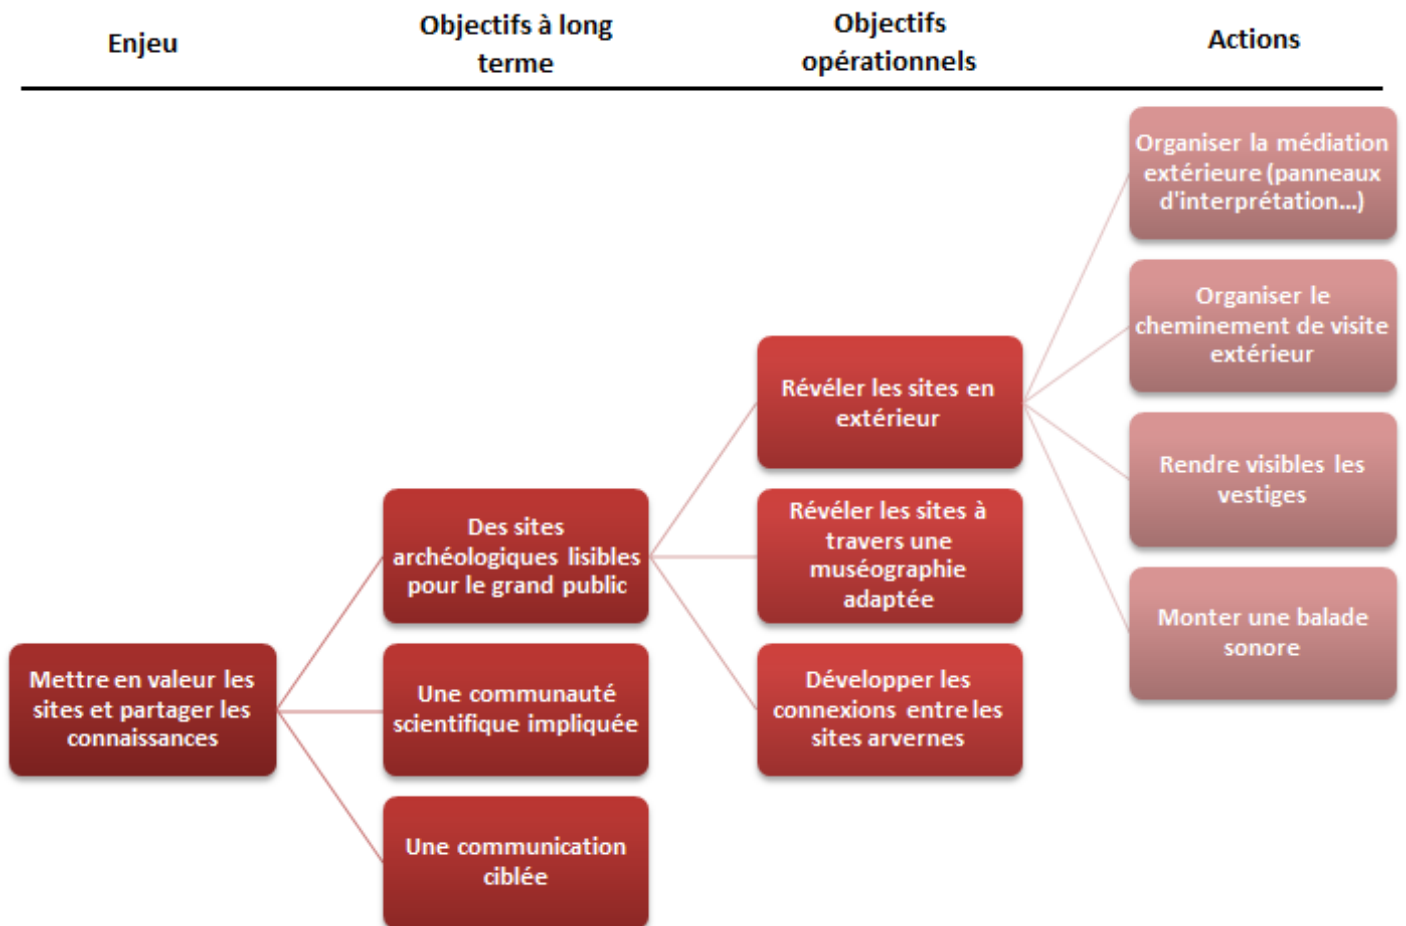 Enjeu
Objectifs à long
terme
Objectifs
opérationnels
Actions
Mettre en valeur les
sites et partager les
connaissances
Des sites
archéologiques lisibles
pour le grand public
Une communauté
scientifique impliquée
Une communication
ciblée
Révéler les sites en
extérieur
Révéler les sites à
travers une
muséographie
adaptée
Développer les
connexions entre les
sites arvernes
Organiser la médiation
extérieure (panneaux
d'interprétation...)
Organiser le
cheminement de visite
extérieur
Rendre visibles les
vestiges
Monter une balade
sonore